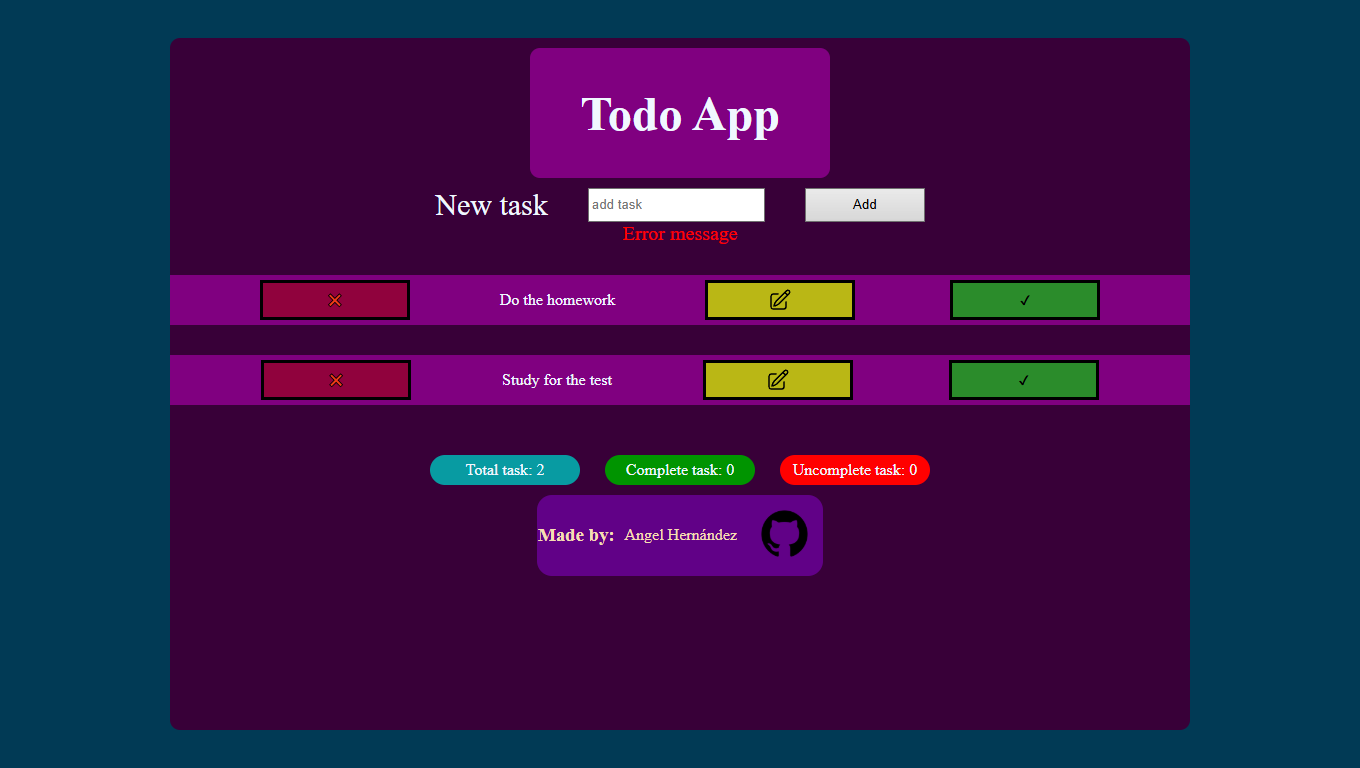 Todo App
New task add task Add
Error message
Do the homework
Study for the test
Total task: 2 Complete task: 0 Uncomplete task: 0
Made by: Angel Hernández